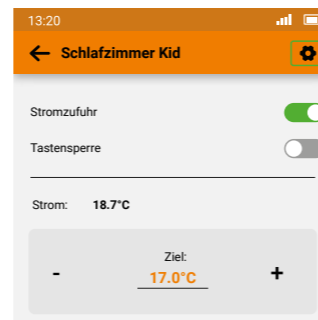 13:20
Schlafzimmer Kid
Stromzufuhr
Tastensperre
Strom: 18.7°C
Ziel:
- 17.0°C +